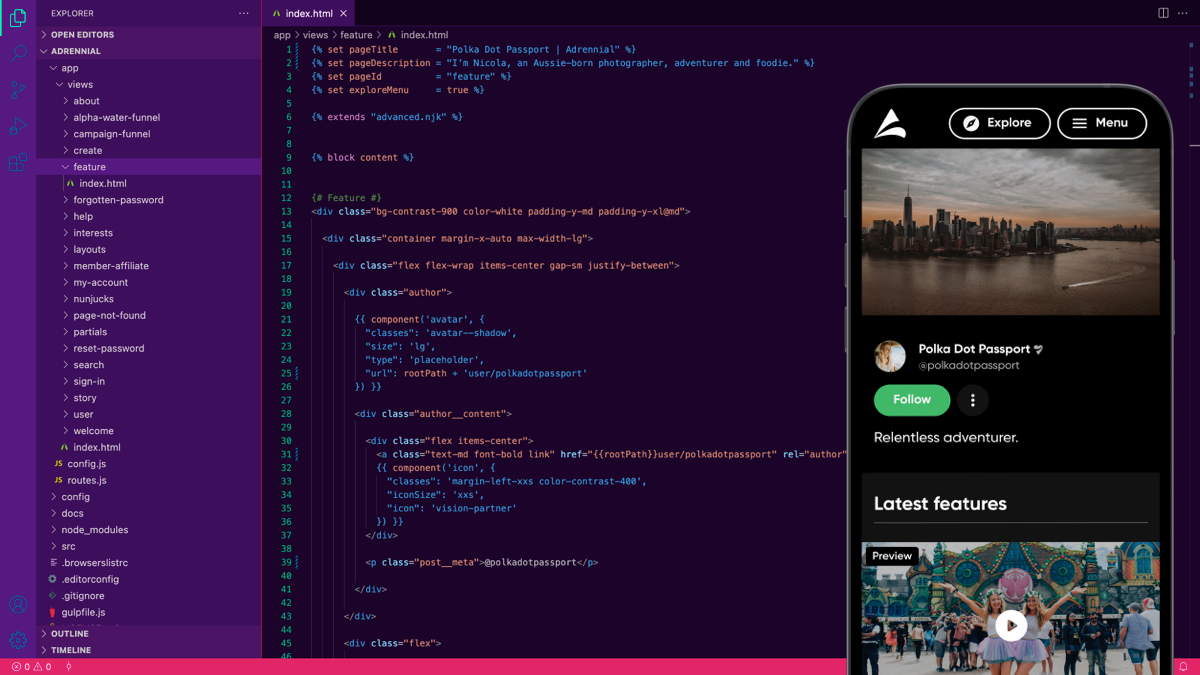 EXPLORER
OPEN EDITORS
ADRENNIAL
app
views
about
alpha-water-funnel
campaign-funnel
create
feature
index.html
forgotten-password
help
interests
layouts
member-affiliate
my-account
nunjucks
page-not-found
partials
reset-password
search
sign-in
story
user
welcome
index.html
JS config.js
JS routes.js
config
docs
node_modules
src
.browserslistrc
.editorconfig
.gitignore
gulpfile.js
OUTLINE
TIMELINE
0 0
index.html
app > views > feature > index.html
1 {% set pageTitle = "Polka Dot Passport | Adrennial" %}
2 {% set pageDescription = "I'm Nicola, an Aussie-born photographer, adventurer and foodie." %}
3 {% set pageId = "feature" %}
4 {% set exploreMenu = true %}
5
6 {% extends "advanced.njk" %}
7
8
9 {% block content %}
10
11
12 {# Feature #}
13 <div class="bg-contrast-900 color-white padding-y-md padding-y-xl@md">
14
15 <div class="container margin-x-auto max-width-lg">
16
17 <div class="flex flex-wrap items-center gap-sm justify-between">
18
19 <div class="author">
20
21 {{ component('avatar', {
22 "classes": 'avatar--shadow',
23 "size": 'lg',
24 "type": 'placeholder',
25 "url": rootPath + 'user/polkadotpassport'
26 }) }}
27
28 <div class="author__content">
29
30 <div class="flex items-center">
31 <a class="text-md font-bold link" href="{{rootPath}}user/polkadotpassport" rel="author"
32 {{ component('icon', {
33 "classes": 'margin-left-xxs color-contrast-400',
34 "iconSize": 'xxs',
35 "icon": 'vision-partner'
36 }) }}
37 </div>
38
39 <p class="post__meta">@polkadotpassport</p>
40
41 </div>
42
43 </div>
44
45 <div class="flex">
46
Explore
Menu
Polka Dot Passport
@polkadotpassport
Follow
Relentless adventurer.
Latest features
Preview